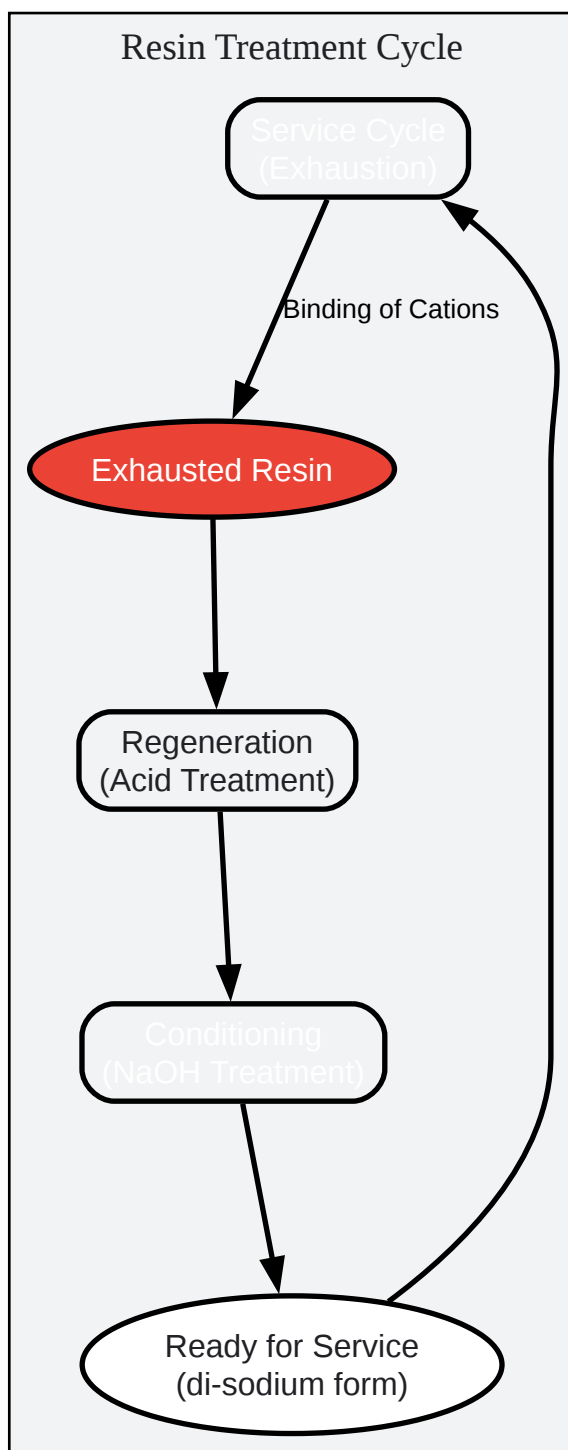 Resin Treatment Cycle
Service Cycle
(Exhaustion)
Binding of Cations
Exhausted Resin
Regeneration
(Acid Treatment)
Conditioning
(NaOH Treatment)
Ready for Service
(di-sodium form)